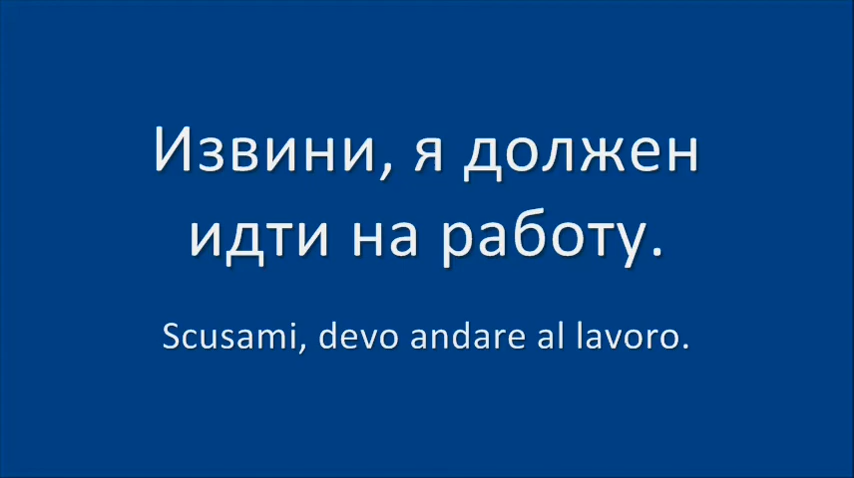 Извини, я должен
идти на работу.
Scusami, devo andare al lavoro.